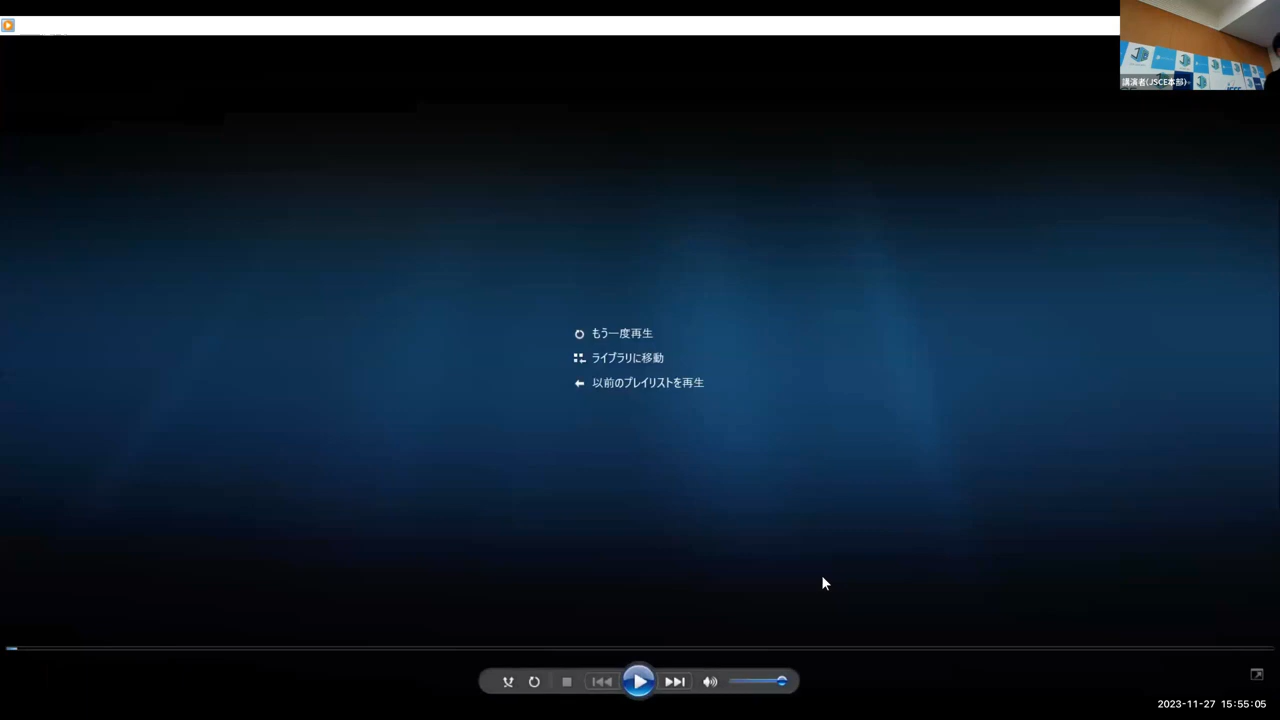 講演者(JSCE本部)
もう一度再生
ライブラリに移動
以前のプレイリストを再生
2023-11-27 15:55:05